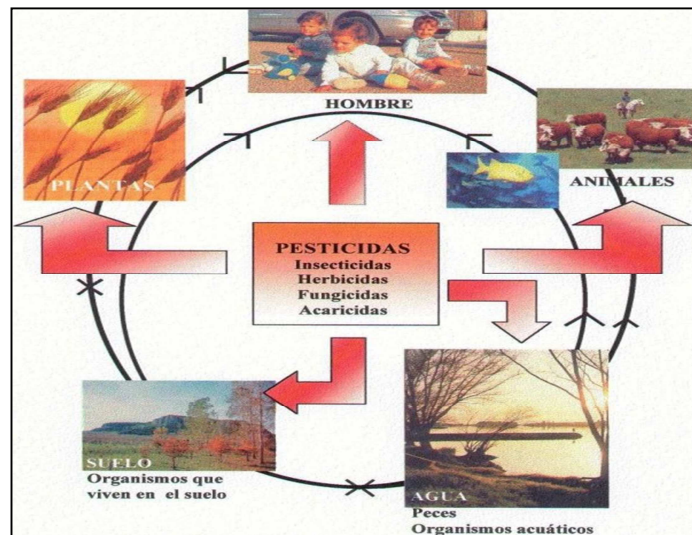 HOMBRE
PLANTAS
ANIMALES
PESTICIDAS
Insecticidas
Herbicidas
Fungicidas
Acaricidas
SUELO
Organismos que
viven en el suelo
AGUA
Peces
Organismos acuáticos